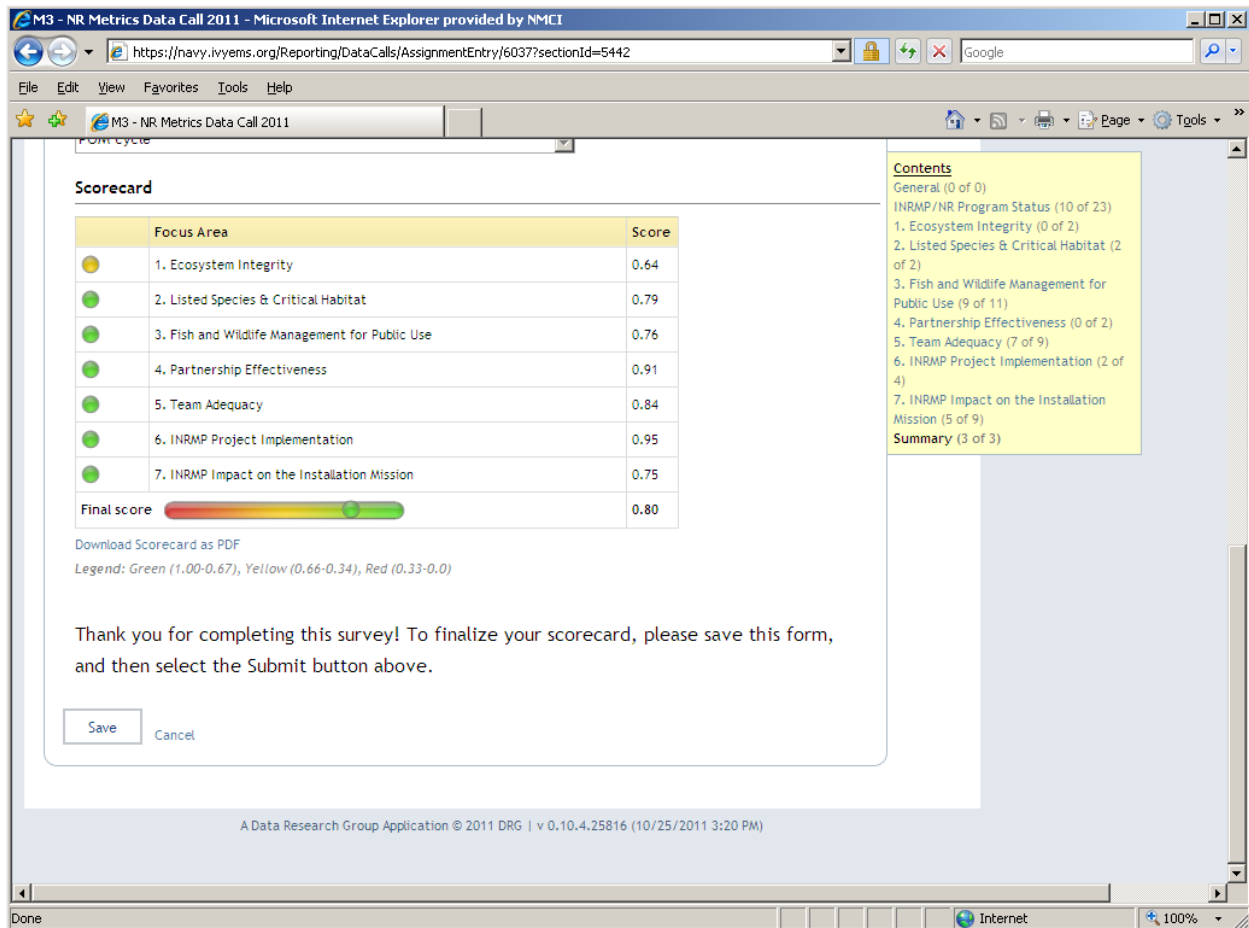 M3 - NR Metrics Data Call 2011 - Microsoft Internet Explorer provided by NMCI
https://navy.ivyems.org/Reporting/DataCalls/AssignmentEntry/6037?sectionId=5442
Google
File Edit View Favorites Tools Help
M3 - NR Metrics Data Call 2011
Page Tools »
POM cycle
Scorecard
Focus Area Score
1. Ecosystem Integrity 0.64
2. Listed Species & Critical Habitat 0.79
3. Fish and Wildlife Management for Public Use 0.76
4. Partnership Effectiveness 0.91
5. Team Adequacy 0.84
6. INRMP Project Implementation 0.95
7. INRMP Impact on the Installation Mission 0.75
Final score 0.80
Download Scorecard as PDF
Legend: Green (1.00-0.67), Yellow (0.66-0.34), Red (0.33-0.0)
Thank you for completing this survey! To finalize your scorecard, please save this form,
and then select the Submit button above.
Save Cancel
Contents
General (0 of 0)
INRMP/NR Program Status (10 of 23)
1. Ecosystem Integrity (0 of 2)
2. Listed Species & Critical Habitat (2
of 2)
3. Fish and Wildlife Management for
Public Use (9 of 11)
4. Partnership Effectiveness (0 of 2)
5. Team Adequacy (7 of 9)
6. INRMP Project Implementation (2 of
4)
7. INRMP Impact on the Installation
Mission (5 of 9)
Summary (3 of 3)
A Data Research Group Application © 2011 DRG | v 0.10.4.25816 (10/25/2011 3:20 PM)
Done Internet 100%